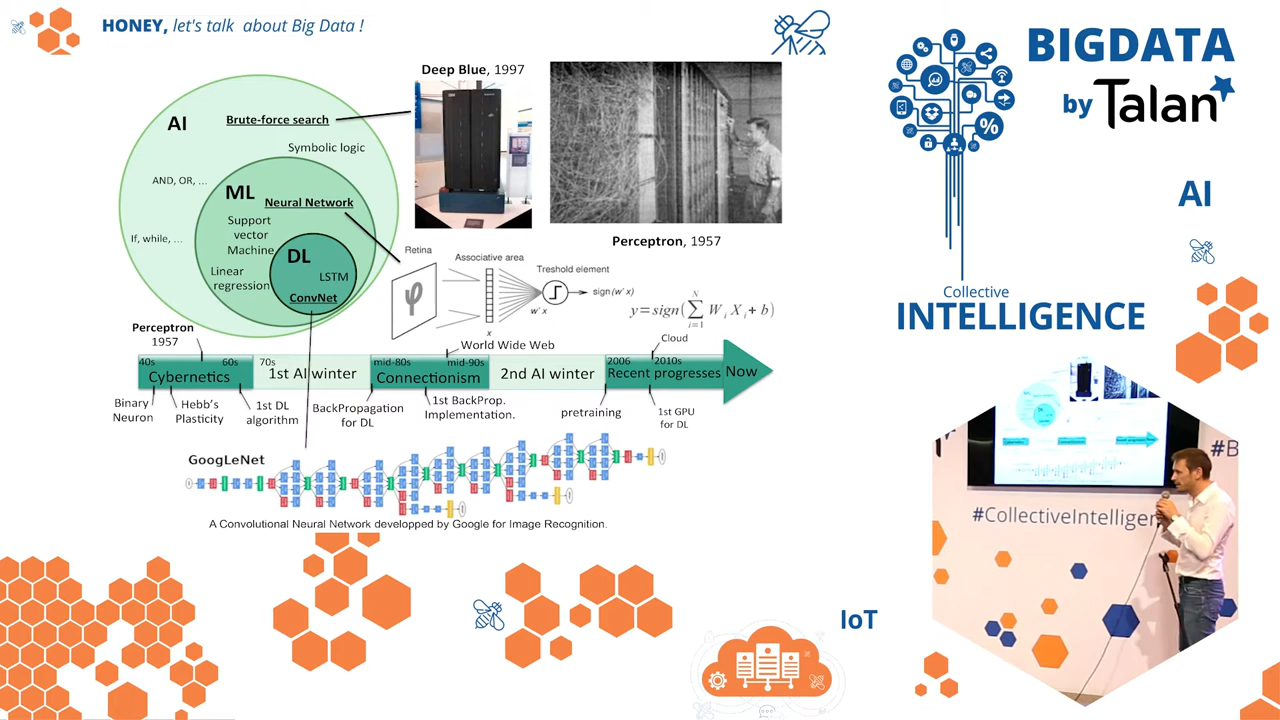 HONEY, let's talk about Big Data !
Deep Blue, 1997
AI
Brute-force search
Symbolic logic
AND, OR, ...
ML
Neural Network
If, while, ...
Support
vector
Machine
DL
LSTM
Linear
regression
ConvNet
Perceptron, 1957
Retina
Associative area
Treshold element
φ
w' x
x
sign (w' x)
y=sign(∑ W i X i + b)
N
i=1
Perceptron
1957
World Wide Web
Cloud
40s
60s
70s
mid-80s
mid-90s
2006
2010s
Cybernetics
1st AI winter
Connectionism
2nd AI winter
Recent progresses
Now
Binary
Neuron
Hebb's
Plasticity
1st DL
algorithm
BackPropagation
for DL
1st BackProp.
Implementation.
pretraining
1st GPU
for DL
GoogLeNet
A Convolutional Neural Network developped by Google for Image Recognition.
BIGDATA
by Talan
%
AI
Collective
INTELLIGENCE
#B
#CollectiveIntelliger
IoT